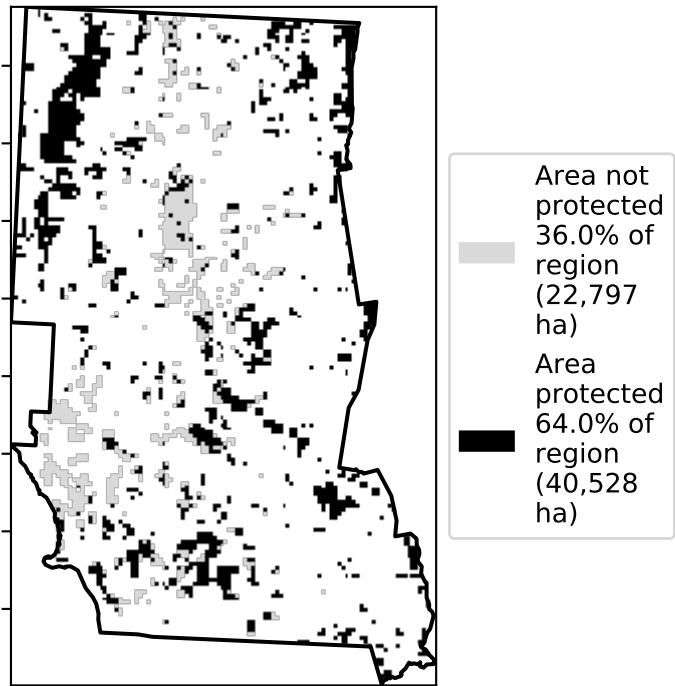 Area not
protected
36.0% of
region
(22,797
ha)
Area
protected
64.0% of
region
(40,528
ha)